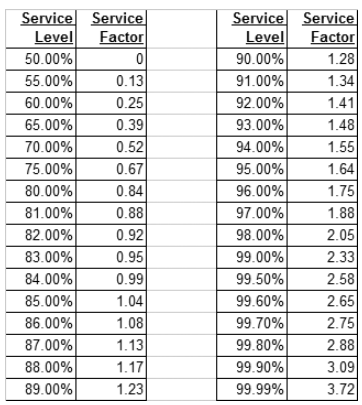 Service Level Service Factor Service Level Service Factor
50.00% 0 90.00% 1.28
55.00% 0.13 91.00% 1.34
60.00% 0.25 92.00% 1.41
65.00% 0.39 93.00% 1.48
70.00% 0.52 94.00% 1.55
75.00% 0.67 95.00% 1.64
80.00% 0.84 96.00% 1.75
81.00% 0.88 97.00% 1.88
82.00% 0.92 98.00% 2.05
83.00% 0.95 99.00% 2.33
84.00% 0.99 99.50% 2.58
85.00% 1.04 99.60% 2.65
86.00% 1.08 99.70% 2.75
87.00% 1.13 99.80% 2.88
88.00% 1.17 99.90% 3.09
89.00% 1.23 99.99% 3.72